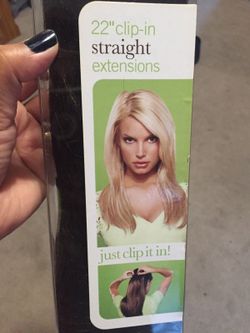 22"clip-in
straight
extensions
just clip it in!